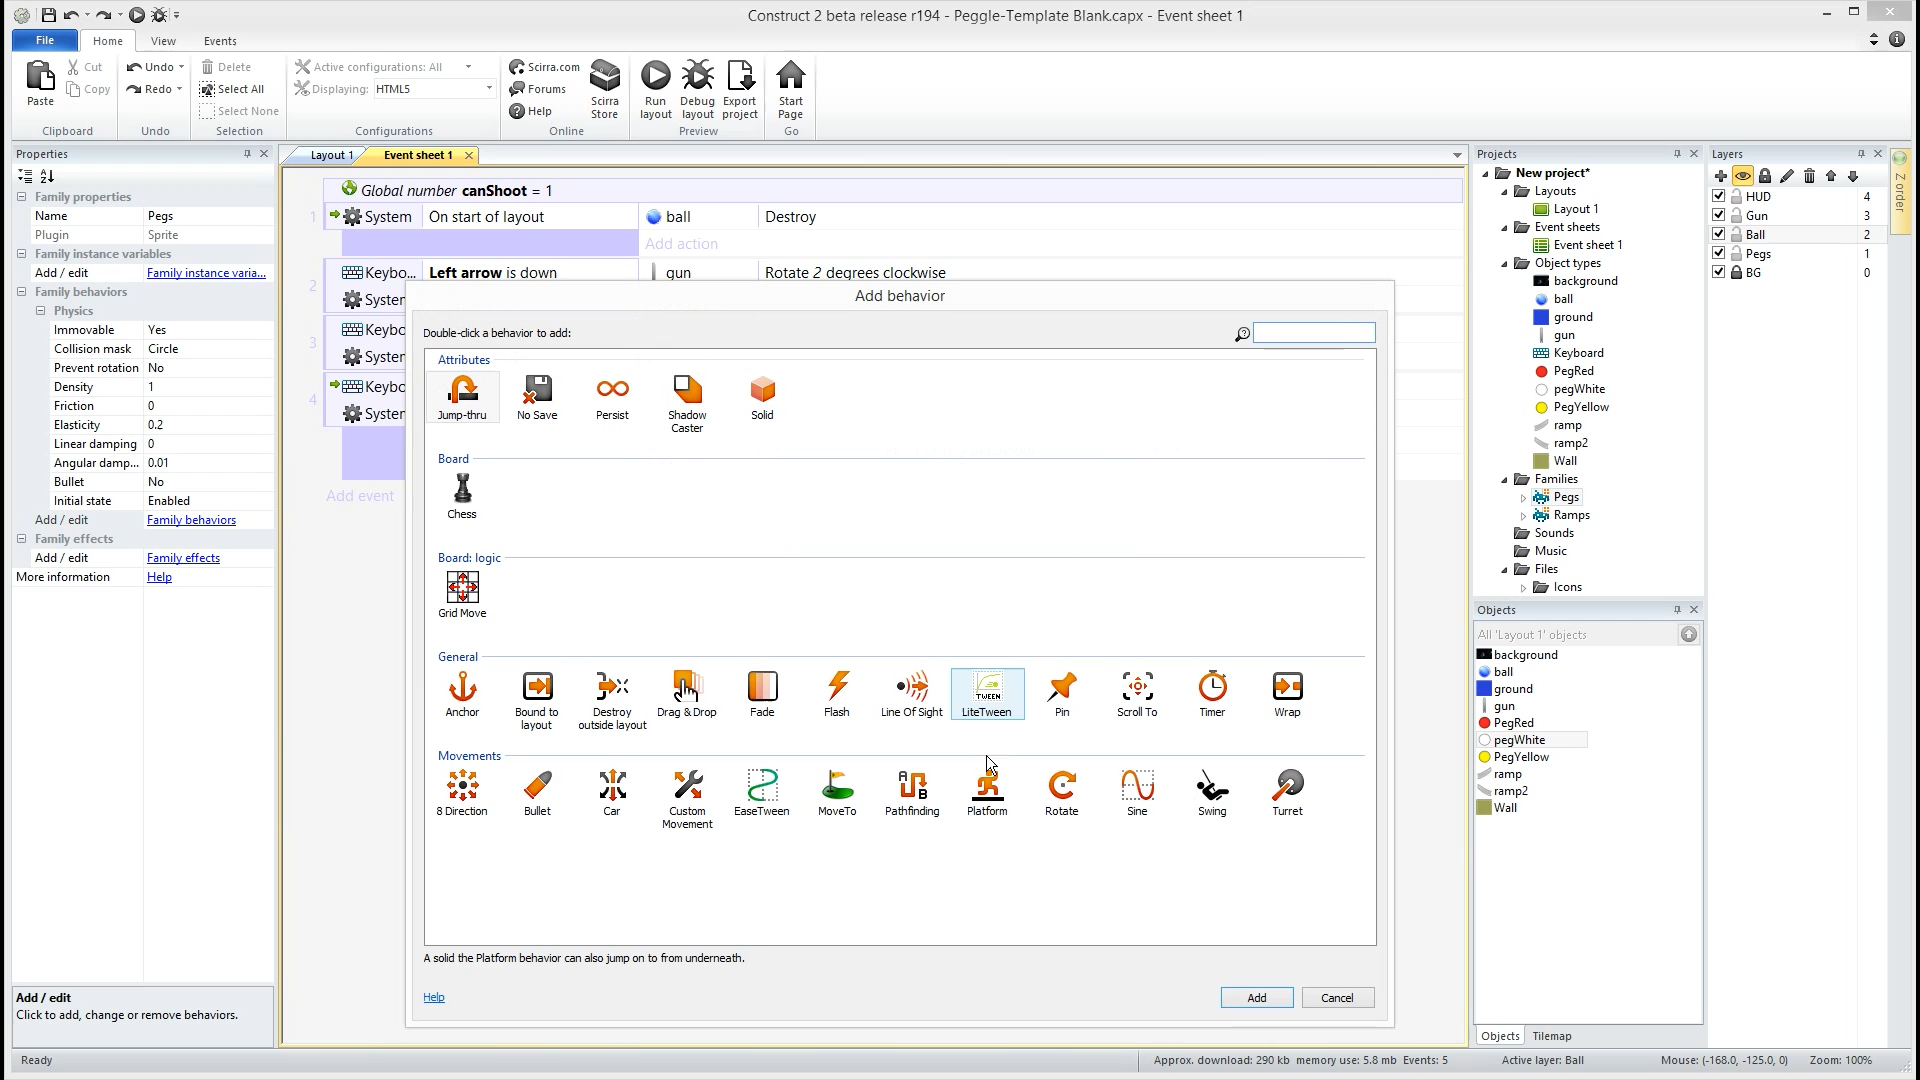 Construct 2 beta release r194 - Peggle-Template Blank.capx - Event sheet 1
File
Home
View
Events
Paste
Cut
Copy
Undo
Redo
Delete
Select All
Select None
Active configurations: All
Displaying:
HTML5
Scirra.com
Forums
Help
Scirra Store
Run layout
Debug layout
Export project
Start Page
Clipboard
Undo
Selection
Configurations
Online
Preview
Go
Properties
Family properties
Name Pegs
Plugin Sprite
Family instance variables
Add / edit Family instance varia...
Family behaviors
Physics
Immovable Yes
Collision mask Circle
Prevent rotation No
Density 1
Friction 0
Elasticity 0.2
Linear damping 0
Angular damp... 0.01
Bullet No
Initial state Enabled
Add / edit Family behaviors
Family effects
Add / edit Family effects
More information Help
Add / edit
Click to add, change or remove behaviors.
Layout 1
Event sheet 1
Global number canShoot = 1
1 System On start of layout ball Destroy
Add action
2 Keybo... Left arrow is down gun Rotate 2 degrees clockwise
System
3 Keybo
System
4 Keybo
System
Add event
Add behavior
Double-click a behavior to add:
Attributes
Jump-thru
No Save
Persist
Shadow Caster
Solid
Board
Chess
Board: logic
Grid Move
General
Anchor
Bound to layout
Destroy outside layout
Drag & Drop
Fade
Flash
Line Of Sight
TWEEN
LiteTween
Pin
Scroll To
Timer
Wrap
Movements
A
B
8 Direction
Bullet
Car
Custom Movement
EaseTween
MoveTo
Pathfinding
Platform
Rotate
Sine
Swing
Turret
A solid the Platform behavior can also jump on to from underneath.
Help
Add
Cancel
Projects
New project*
Layouts
Layout 1
Event sheets
Event sheet 1
Object types
background
ball
ground
gun
Keyboard
PegRed
pegWhite
PegYellow
ramp
ramp2
Wall
Families
Pegs
Ramps
Sounds
Music
Files
Icons
Objects
All 'Layout 1' objects
background
ball
ground
gun
PegRed
pegWhite
PegYellow
ramp
ramp2
Wall
Objects
Tilemap
Layers
HUD 4
Gun 3
Ball 2
Pegs 1
BG 0
Z order
Ready
Approx. download: 290 kb memory use: 5.8 mb Events: 5
Active layer: Ball
Mouse: (-168.0, -125.0, 0)
Zoom: 100%